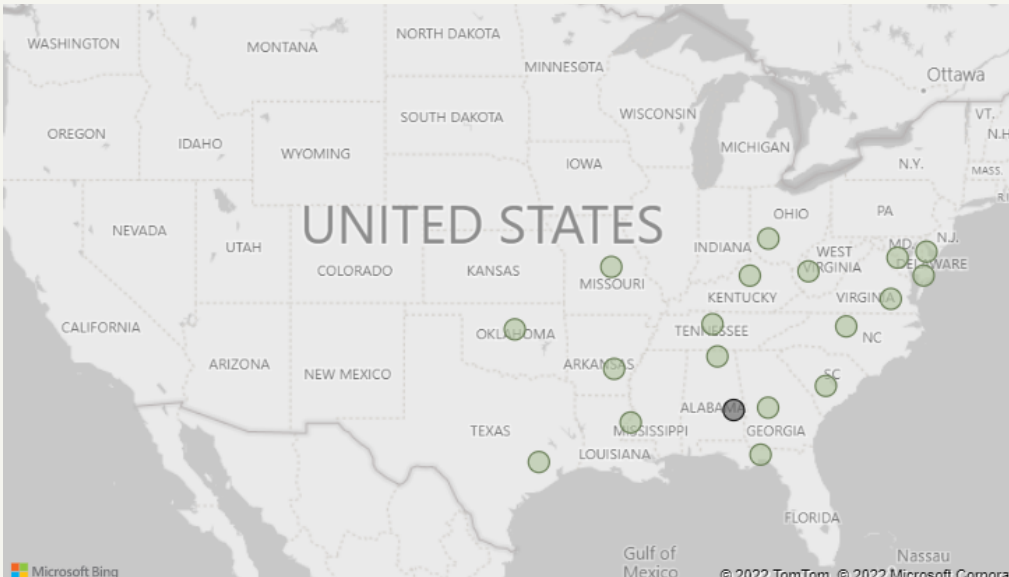 WASHINGTON
MONTANA
NORTH DAKOTA
MINNESOTA
Ottawa
OREGON
IDAHO
WYOMING
SOUTH DAKOTA
WISCONSIN
MICHIGAN
VT.
N.H
IOWA
N.Y.
MASS.
NEVADA
UTAH
UNITED STATES
OHIO
PA
COLORADO
KANSAS
MISSOURI
INDIANA
WEST
VIRGINIA
MD.
N.J.
DELAWARE
KENTUCKY
VIRGINIA
CALIFORNIA
ARIZONA
NEW MEXICO
OKLAHOMA
ARKANSAS
TENNESSEE
NC
SC
TEXAS
MISSISSIPPI
ALABAMA
GEORGIA
LOUISIANA
FLORIDA
Gulf of
Mexico
Nassau
Microsoft Bing
© 2022 TomTom, © 2022 Microsoft Corpora